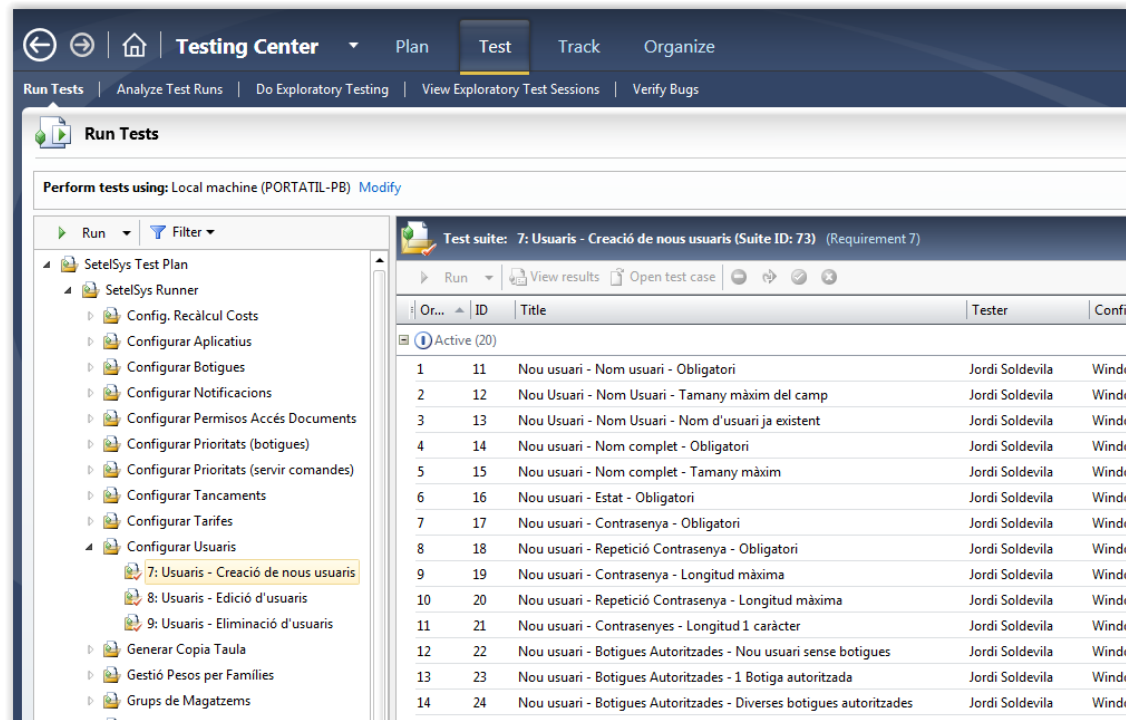 Testing Center Plan Test Track Organize
Run Tests | Analyze Test Runs | Do Exploratory Testing | View Exploratory Test Sessions | Verify Bugs
Run Tests
Perform tests using: Local machine (PORTATIL-PB) Modify
Run Filter
SetelSys Test Plan
SetelSys Runner
Config. Recàlcul Costs
Configurar Aplicatius
Configurar Botigues
Configurar Notificacions
Configurar Permisos Accés Documents
Configurar Prioritats (botigues)
Configurar Prioritats (servir comandes)
Configurar Tancaments
Configurar Tarifes
Configurar Usuaris
7: Usuaris - Creació de nous usuaris
8: Usuaris - Edició d'usuaris
9: Usuaris - Eliminació d'usuaris
Generar Copia Taula
Gestió Pesos per Famílies
Grups de Magatzems
Test suite: 7: Usuaris - Creació de nous usuaris (Suite ID: 73) (Requirement 7)
Run View results Open test case
Or... ID Title Tester Confi
Active (20)
1 11 Nou usuari - Nom usuari - Obligatori Jordi Soldevila Windo
2 12 Nou Usuari - Nom Usuari - Tamany màxim del camp Jordi Soldevila Windo
3 13 Nou Usuari - Nom Usuari - Nom d'usuari ja existent Jordi Soldevila Windo
4 14 Nou usuari - Nom complet - Obligatori Jordi Soldevila Windo
5 15 Nou usuari - Nom complet - Tamany màxim Jordi Soldevila Windo
6 16 Nou usuari - Estat - Obligatori Jordi Soldevila Windo
7 17 Nou usuari - Contrasenya - Obligatori Jordi Soldevila Windo
8 18 Nou usuari - Repetició Contrasenya - Obligatori Jordi Soldevila Windo
9 19 Nou usuari - Contrasenya - Longitud màxima Jordi Soldevila Windo
10 20 Nou usuari - Repetició Contrasenya - Longitud màxima Jordi Soldevila Windo
11 21 Nou usuari - Contrasenyes - Longitud 1 caràcter Jordi Soldevila Windo
12 22 Nou usuari - Botigues Autoritzades - Nou usuari sense botigues Jordi Soldevila Windo
13 23 Nou usuari - Botigues Autoritzades - 1 Botiga autoritzada Jordi Soldevila Windo
14 24 Nou usuari - Botigues Autoritzades - Diverses botigues autoritzades Jordi Soldevila Windo